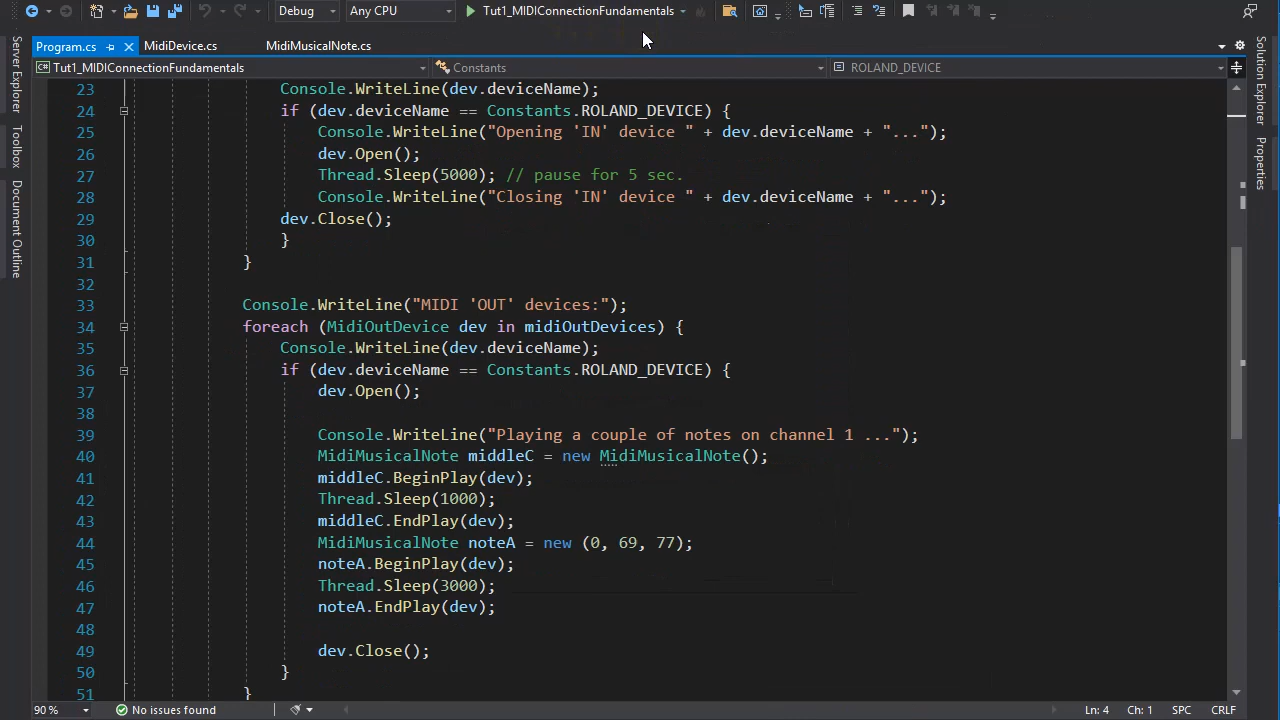 Debug Any CPU Tut1_MIDIConnectionFundamentals
Program.cs MidiDevice.cs MidiMusicalNote.cs
Tut1_MIDIConnectionFundamentals Constants ROLAND_DEVICE
Server Explorer
Toolbox
Document Outline
23 Console.WriteLine(dev.deviceName);
24 if (dev.deviceName == Constants.ROLAND_DEVICE) {
25 Console.WriteLine("Opening 'IN' device " + dev.deviceName + "...");
26 dev.Open();
27 Thread.Sleep(5000); // pause for 5 sec.
28 Console.WriteLine("Closing 'IN' device " + dev.deviceName + "...");
29 dev.Close();
30 }
31 }
32
33 Console.WriteLine("MIDI 'OUT' devices:");
34 foreach (MidiOutDevice dev in midiOutDevices) {
35 Console.WriteLine(dev.deviceName);
36 if (dev.deviceName == Constants.ROLAND_DEVICE) {
37 dev.Open();
38
39 Console.WriteLine("Playing a couple of notes on channel 1 ...");
40 MidiMusicalNote middleC = new MidiMusicalNote();
41 middleC.BeginPlay(dev);
42 Thread.Sleep(1000);
43 middleC.EndPlay(dev);
44 MidiMusicalNote noteA = new (0, 69, 77);
45 noteA.BeginPlay(dev);
46 Thread.Sleep(3000);
47 noteA.EndPlay(dev);
48
49 dev.Close();
50 }
51 }
Solution Explorer
Properties
90 % No issues found Ln: 4 Ch: 1 SPC CRLF